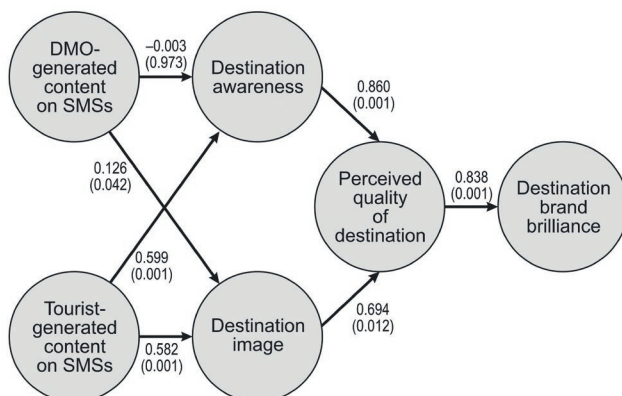 DMO-
generated
content
on SMSs
–0.003
(0.973)
Destination
awareness
0.860
(0.001)
0.126
(0.042)
Perceived
quality
of
destination
0.838
(0.001)
Destination
brand
brilliance
0.599
(0.001)
Tourist-
generated
content
on SMSs
0.582
(0.001)
Destination
image
0.694
(0.012)